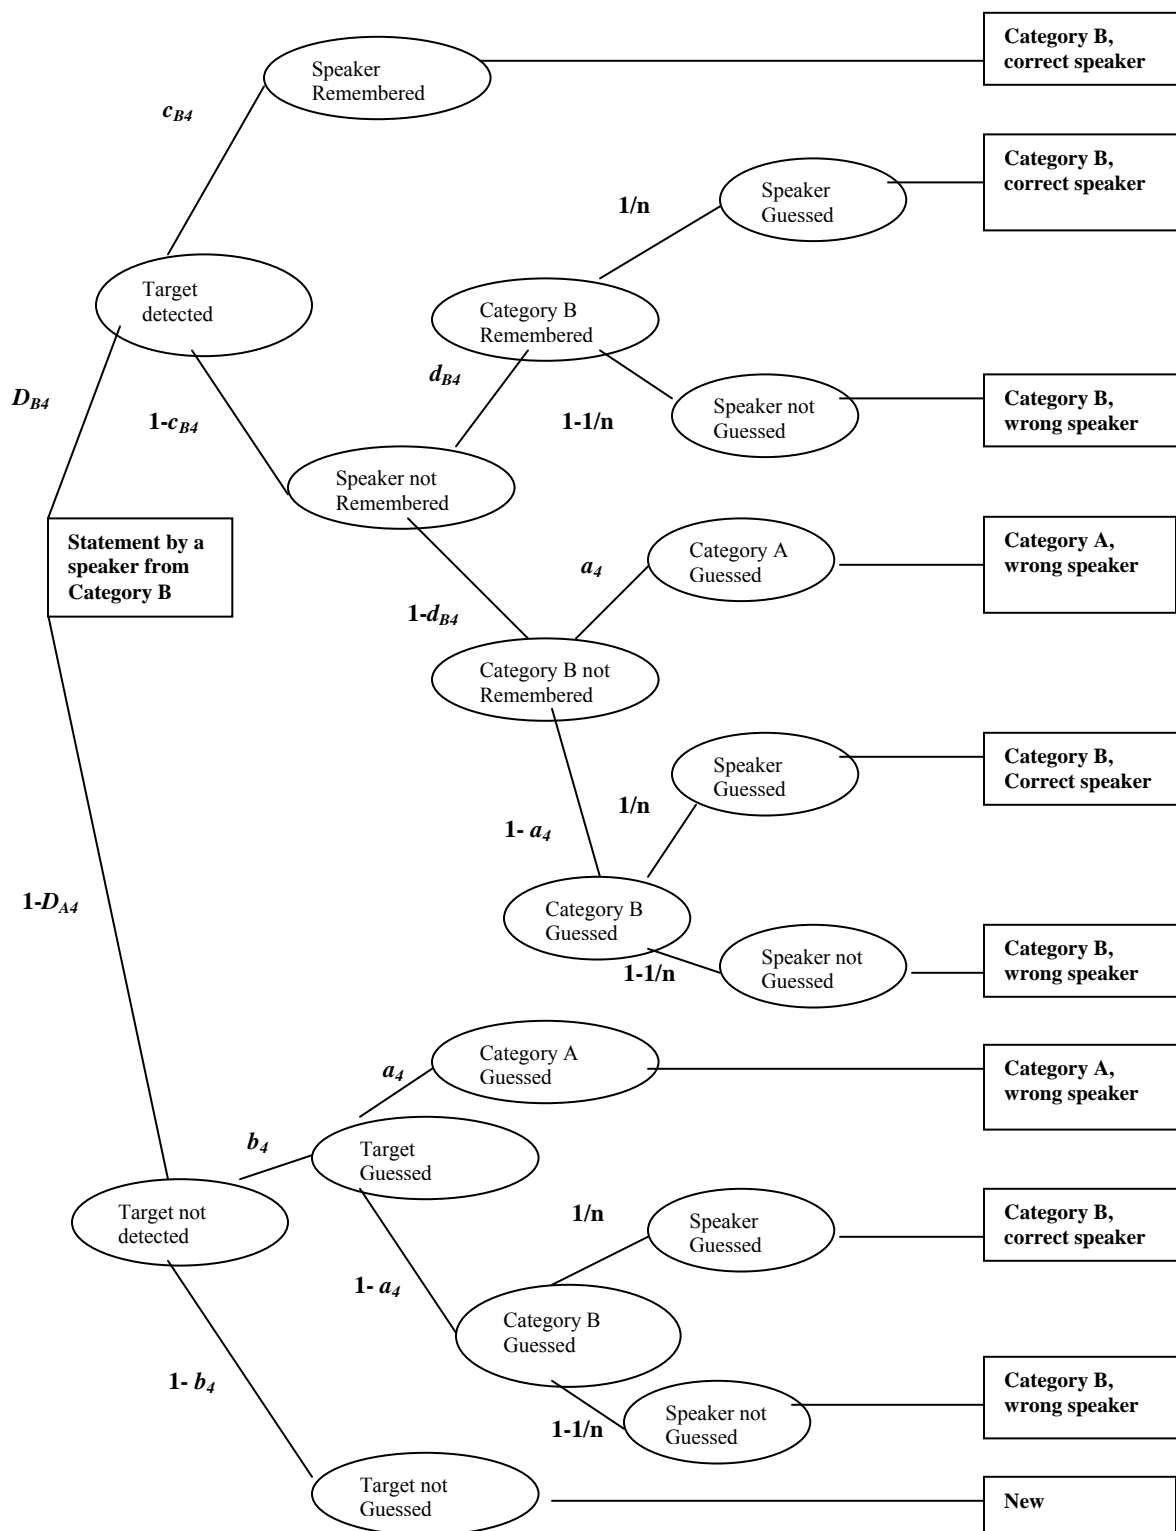 Category B,
correct speaker
Speaker
Remembered
c_B4
Category B,
correct speaker
Speaker
Guessed
1/n
Target
detected
Category B
Remembered
d_B4
D_B4
1-c_B4
1-1/n
Speaker not
Guessed
Category B,
wrong speaker
Speaker not
Remembered
Statement by a
speaker from
Category B
Category A,
wrong speaker
Category A
Guessed
a_4
1-d_B4
Category B not
Remembered
Category B,
Correct speaker
Speaker
Guessed
1/n
1- a_4
1-D_A4
Category B
Guessed
Category B,
wrong speaker
Speaker not
Guessed
1-1/n
Category A
Guessed
Category A,
wrong speaker
a_4
b_4
Target
Guessed
Target not
detected
1/n
Speaker
Guessed
Category B,
correct speaker
1- a_4
Category B
Guessed
1- b_4
Category B,
wrong speaker
1-1/n
Speaker not
Guessed
Target not
Guessed
New